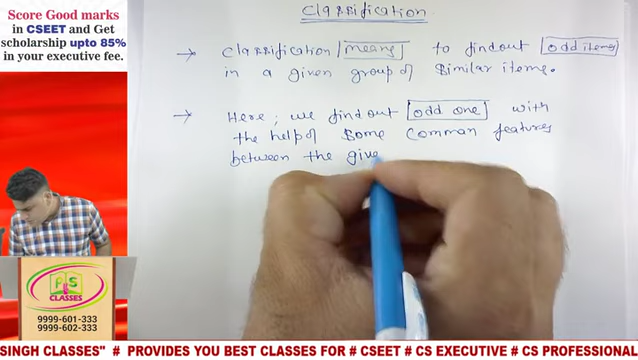 Score Good marks
in CSEET and Get
scholarship upto 85%
in your executive fee.
Classification
→ Classification means to findout odd items
in a given group of similar items.
→ Here; we find out odd one with
the help of some comman features
between the give
CLASSES
9999-601-333
9999-602-333
SINGH CLASSES" # PROVIDES YOU BEST CLASSES FOR # CSEET # CS EXECUTIVE # CS PROFESSIONAL